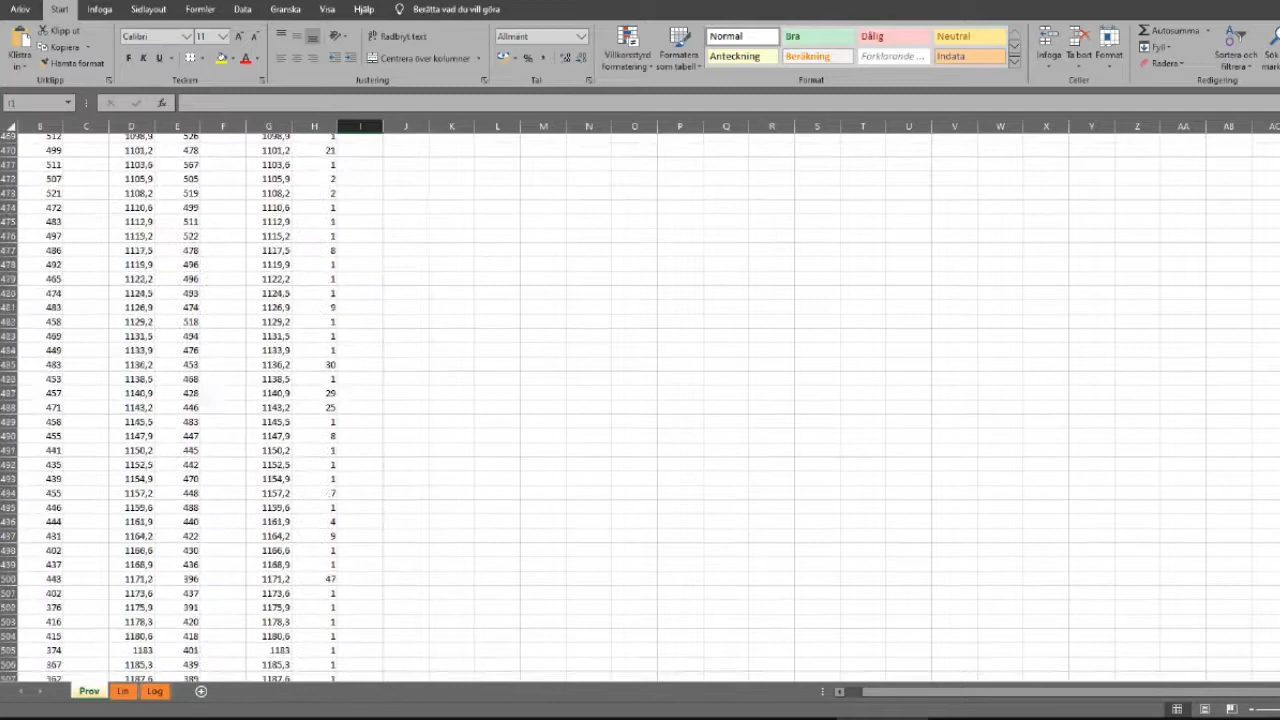 Arkiv Start Infoga Sidlayout Formler Data Granska Visa Hjälp Berätta vad du vill göra
Klistra in Klipp ut Kopiera Hämta format
Calibri 11 F K U A
Radbryt text
Centrera över kolumner
Allmänt %
Villkorsstyrd formatering Formatera som tabell
Normal Bra Dålig Neutral
Anteckning Beräkning Förklarande ... Indata
Infoga Ta bort Format
Autosumma Fyll Radera
Sortera och filtrera
Urklipp Tecken Justering Tal Format Celler Redigering
I1 fx
B C D E F G H I J K L M N O P Q R S T U V W X Y Z AA AB
469 512 1098,9 526 1098,9 1
470 499 1101,2 478 1101,2 21
471 511 1103,6 567 1103,6 1
472 507 1105,9 505 1105,9 2
473 521 1108,2 519 1108,2 2
474 472 1110,6 499 1110,6 1
475 483 1112,9 511 1112,9 1
476 497 1115,2 522 1115,2 1
477 486 1117,5 478 1117,5 8
478 492 1119,9 496 1119,9 1
479 465 1122,2 496 1122,2 1
480 474 1124,5 493 1124,5 1
481 483 1126,9 474 1126,9 9
482 458 1129,2 518 1129,2 1
483 469 1131,5 494 1131,5 1
484 449 1133,9 476 1133,9 1
485 483 1136,2 453 1136,2 30
486 453 1138,5 468 1138,5 1
487 457 1140,9 428 1140,9 29
488 471 1143,2 446 1143,2 25
489 458 1145,5 483 1145,5 1
490 455 1147,9 447 1147,9 8
491 441 1150,2 445 1150,2 1
492 435 1152,5 442 1152,5 1
493 439 1154,9 470 1154,9 1
494 455 1157,2 448 1157,2 7
495 446 1159,6 488 1159,6 1
496 444 1161,9 440 1161,9 4
497 431 1164,2 422 1164,2 9
498 402 1166,6 430 1166,6 1
499 437 1168,9 436 1168,9 1
500 443 1171,2 396 1171,2 47
501 402 1173,6 437 1173,6 1
502 376 1175,9 391 1175,9 1
503 416 1178,3 420 1178,3 1
504 415 1180,6 418 1180,6 1
505 374 1183 401 1183 1
506 367 1185,3 439 1185,3 1
507 362 1187,6 389 1187,6 1
Prov Lin Log